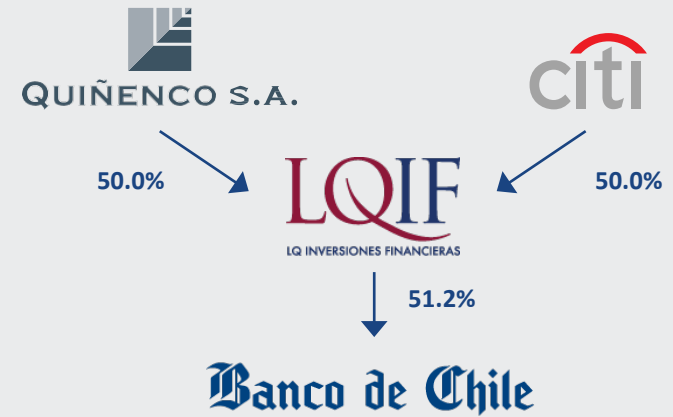 QUIÑENCO S.A.
citi
50.0%
50.0%
LQIF
LQ INVERSIONES FINANCIERAS
51.2%
Banco de Chile